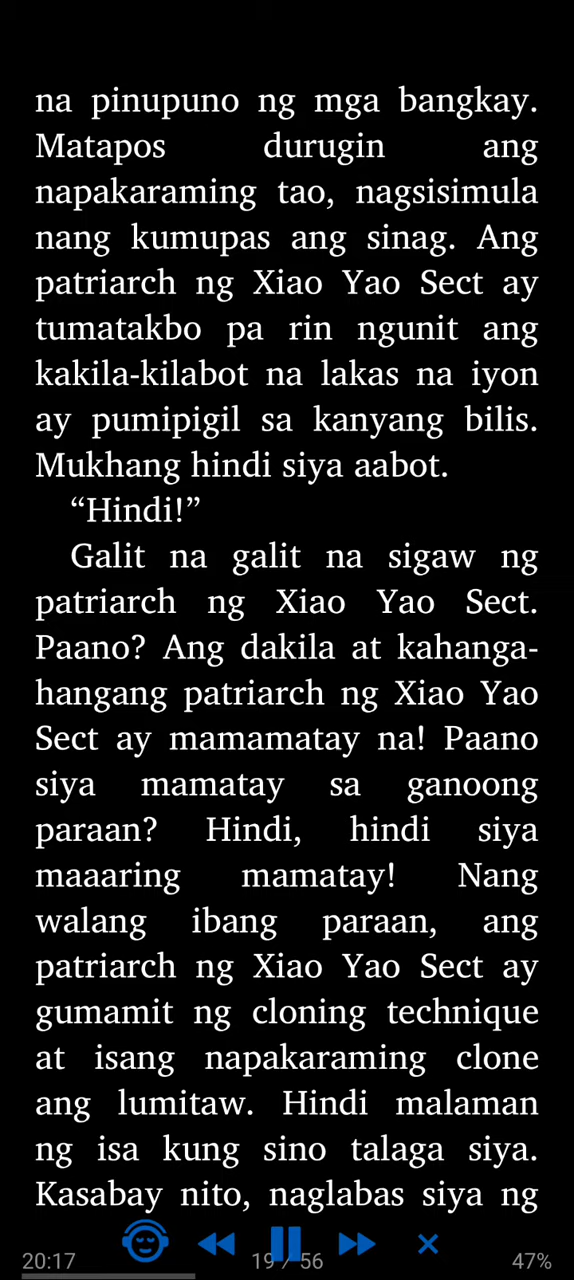 na pinupuno ng mga bangkay.
Matapos durugin ang
napakaraming tao, nagsisimula
nang kumupas ang sinag. Ang
patriarch ng Xiao Yao Sect ay
tumatakbo pa rin ngunit ang
kakila-kilabot na lakas na iyon
ay pumipigil sa kanyang bilis.
Mukhang hindi siya aabot.
“Hindi!”
Galit na galit na sigaw ng
patriarch ng Xiao Yao Sect.
Paano? Ang dakila at kahanga-
hangang patriarch ng Xiao Yao
Sect ay mamamatay na! Paano
siya mamatay sa ganoong
paraan? Hindi, hindi siya
maaaring mamatay! Nang
walang ibang paraan, ang
patriarch ng Xiao Yao Sect ay
gumamit ng cloning technique
at isang napakaraming clone
ang lumitaw. Hindi malaman
ng isa kung sino talaga siya.
Kasabay nito, naglabas siya ng
20:17 19 / 56 47%